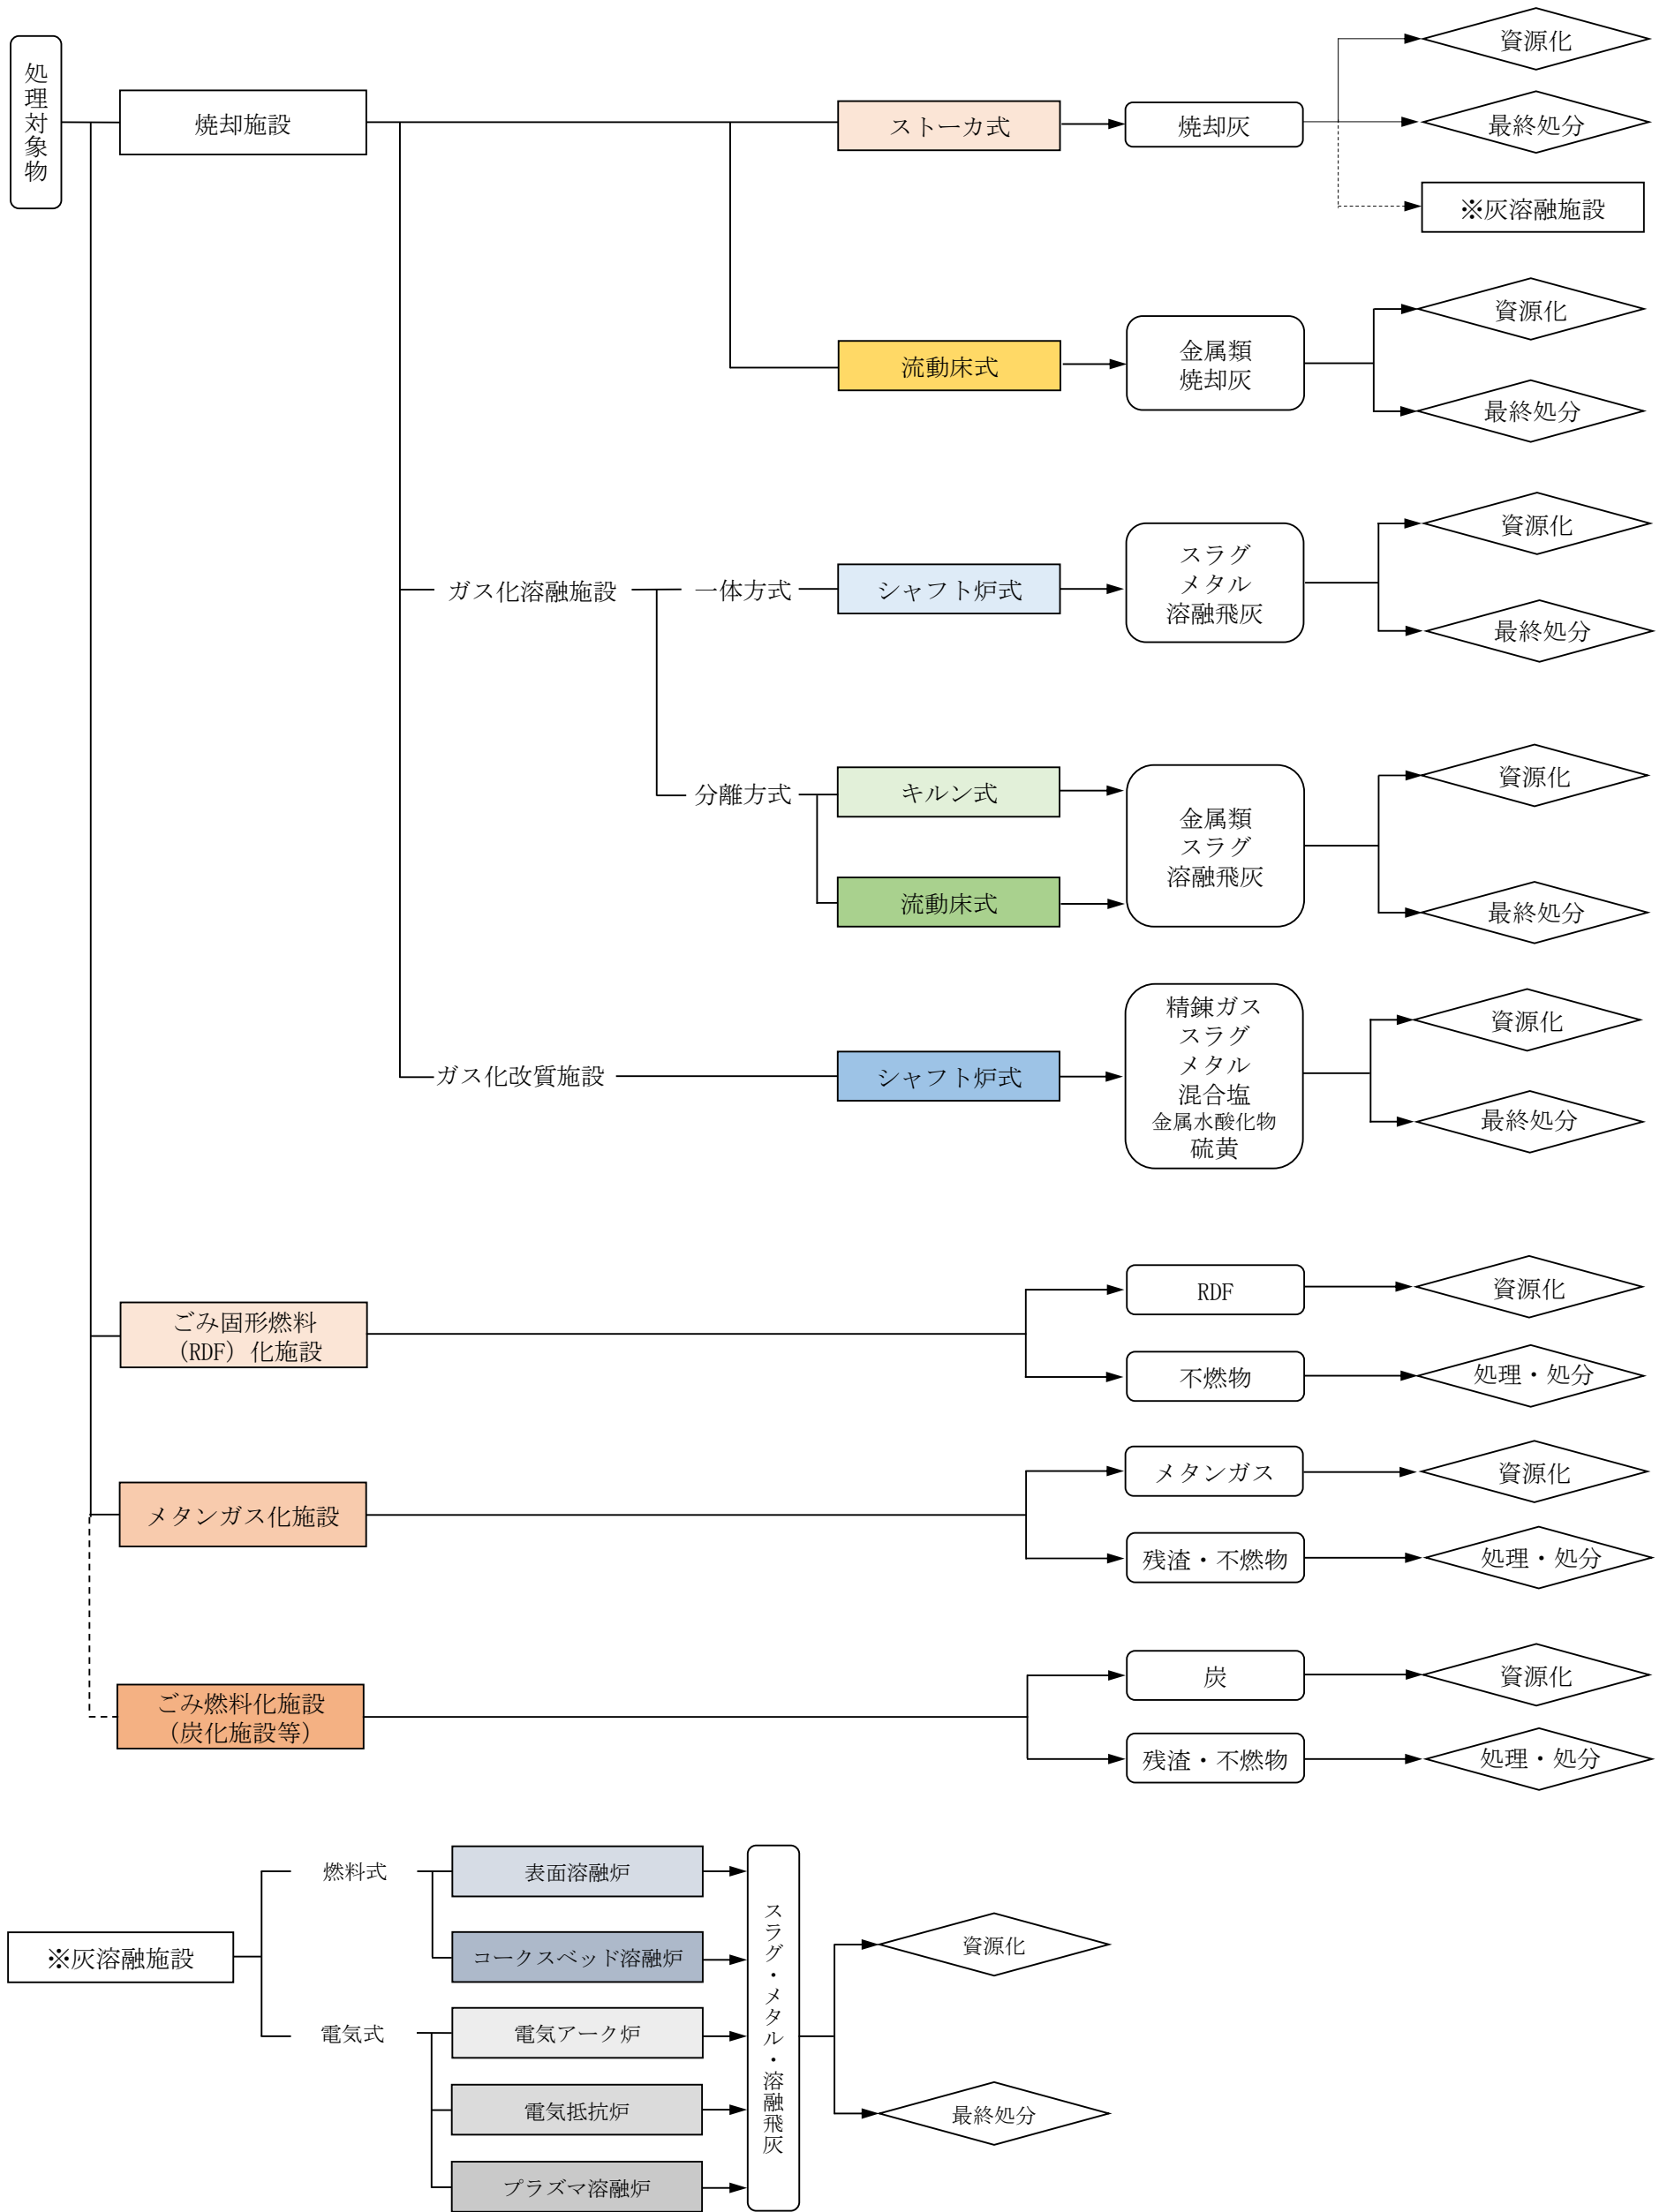 処理対象物
焼却施設
ストーカ式
焼却灰
資源化
最終処分
※灰溶融施設
流動床式
金属類
焼却灰
資源化
最終処分
ガス化溶融施設
一体方式
シャフト炉式
スラグ
メタル
溶融飛灰
資源化
最終処分
分離方式
キルン式
流動床式
金属類
スラグ
溶融飛灰
資源化
最終処分
ガス化改質施設
シャフト炉式
精錬ガス
スラグ
メタル
混合塩
金属水酸化物
硫黄
資源化
最終処分
ごみ固形燃料
（RDF）化施設
RDF
資源化
不燃物
処理・処分
メタンガス化施設
メタンガス
資源化
残渣・不燃物
処理・処分
ごみ燃料化施設
（炭化施設等）
炭
資源化
残渣・不燃物
処理・処分
※灰溶融施設
燃料式
表面溶融炉
コークスベッド溶融炉
電気式
電気アーク炉
電気抵抗炉
プラズマ溶融炉
スラグ・メタル・溶融飛灰
資源化
最終処分